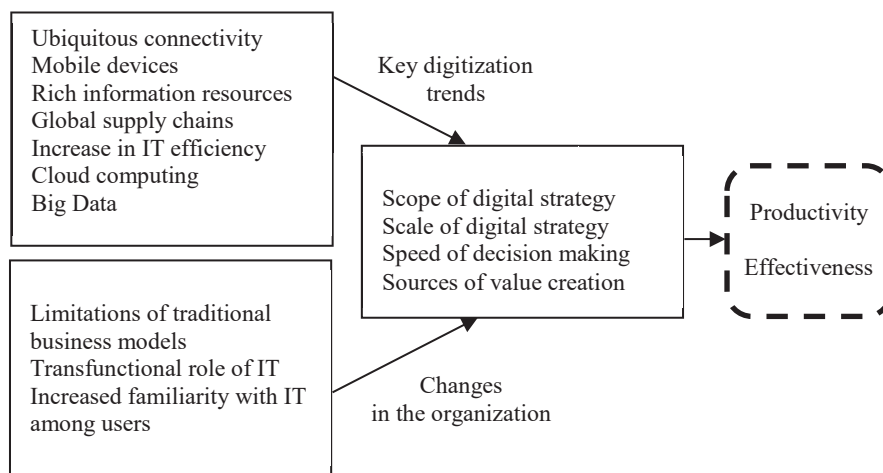 Ubiquitous connectivity
Mobile devices
Rich information resources
Global supply chains
Increase in IT efficiency
Cloud computing
Big Data
Key digitization
trends
Scope of digital strategy
Scale of digital strategy
Speed of decision making
Sources of value creation
Productivity
Effectiveness
Limitations of traditional
business models
Transfunctional role of IT
Increased familiarity with IT
among users
Changes
in the organization